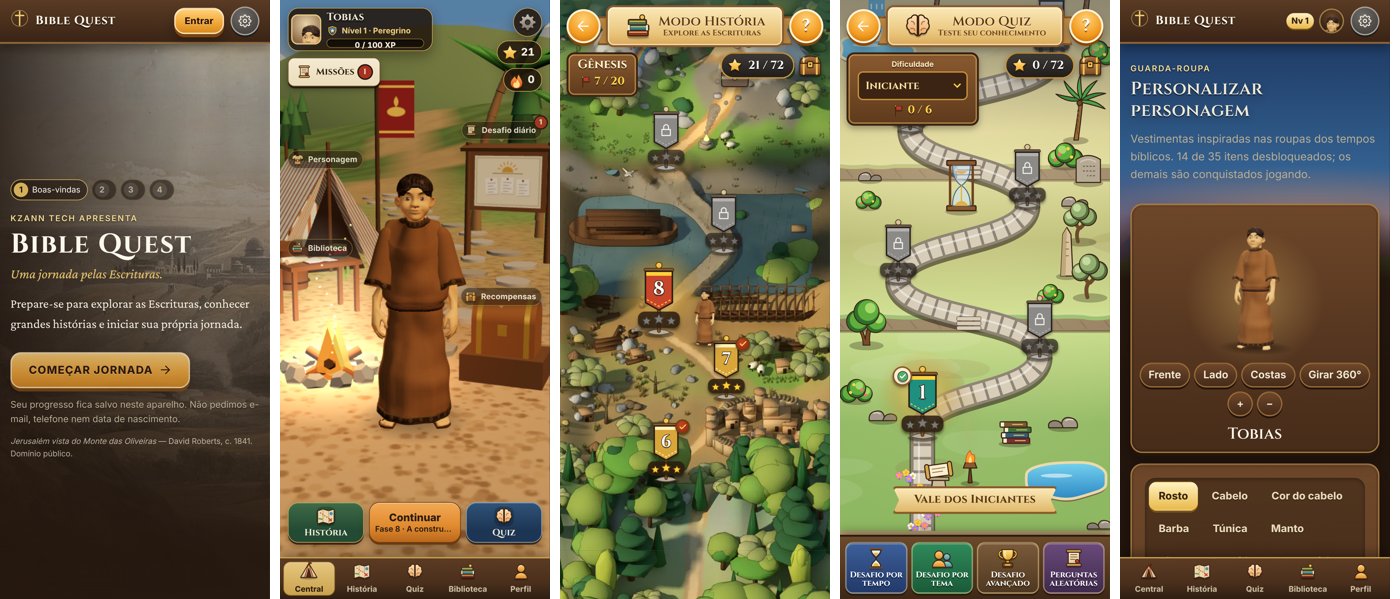 BIBLE QUEST
Entrar
1 Boas-vindas 2 3 4
KZANN TECH APRESENTA
BIBLE QUEST
Uma jornada pelas Escrituras.
Prepare-se para explorar as Escrituras, conhecer
grandes histórias e iniciar sua própria jornada.
COMEÇAR JORNADA →
Seu progresso fica salvo neste aparelho. Não pedimos e-
mail, telefone nem data de nascimento.
Jerusalém vista do Monte das Oliveiras — David Roberts, c. 1841.
Domínio público.
TOBIAS
Nível 1 · Peregrino
0 / 100 XP
21
MISSÕES 1
0
Desafio diário 1
Personagem
Biblioteca
Recompensas
HISTÓRIA
Continuar
Fase 8 · A constru...
QUIZ
Central
História
Quiz
Biblioteca
Perfil
MODO HISTÓRIA
EXPLORE AS ESCRITURAS
?
GÊNESIS
7 / 20
21 / 72
8
7
6
MODO QUIZ
TESTE SEU CONHECIMENTO
?
Dificuldade
INICIANTE
0 / 6
0 / 72
1
VALE DOS INICIANTES
DESAFIO POR
TEMPO
DESAFIO POR
TEMA
DESAFIO
AVANÇADO
PERGUNTAS
ALEATÓRIAS
BIBLE QUEST
Nv 1
GUARDA-ROUPA
PERSONALIZAR
PERSONAGEM
Vestimentas inspiradas nas roupas dos tempos
bíblicos. 14 de 35 itens desbloqueados; os
demais são conquistados jogando.
Frente
Lado
Costas
Girar 360°
+
−
TOBIAS
Rosto
Cabelo
Cor do cabelo
Barba
Túnica
Manto
Central
História
Quiz
Biblioteca
Perfil